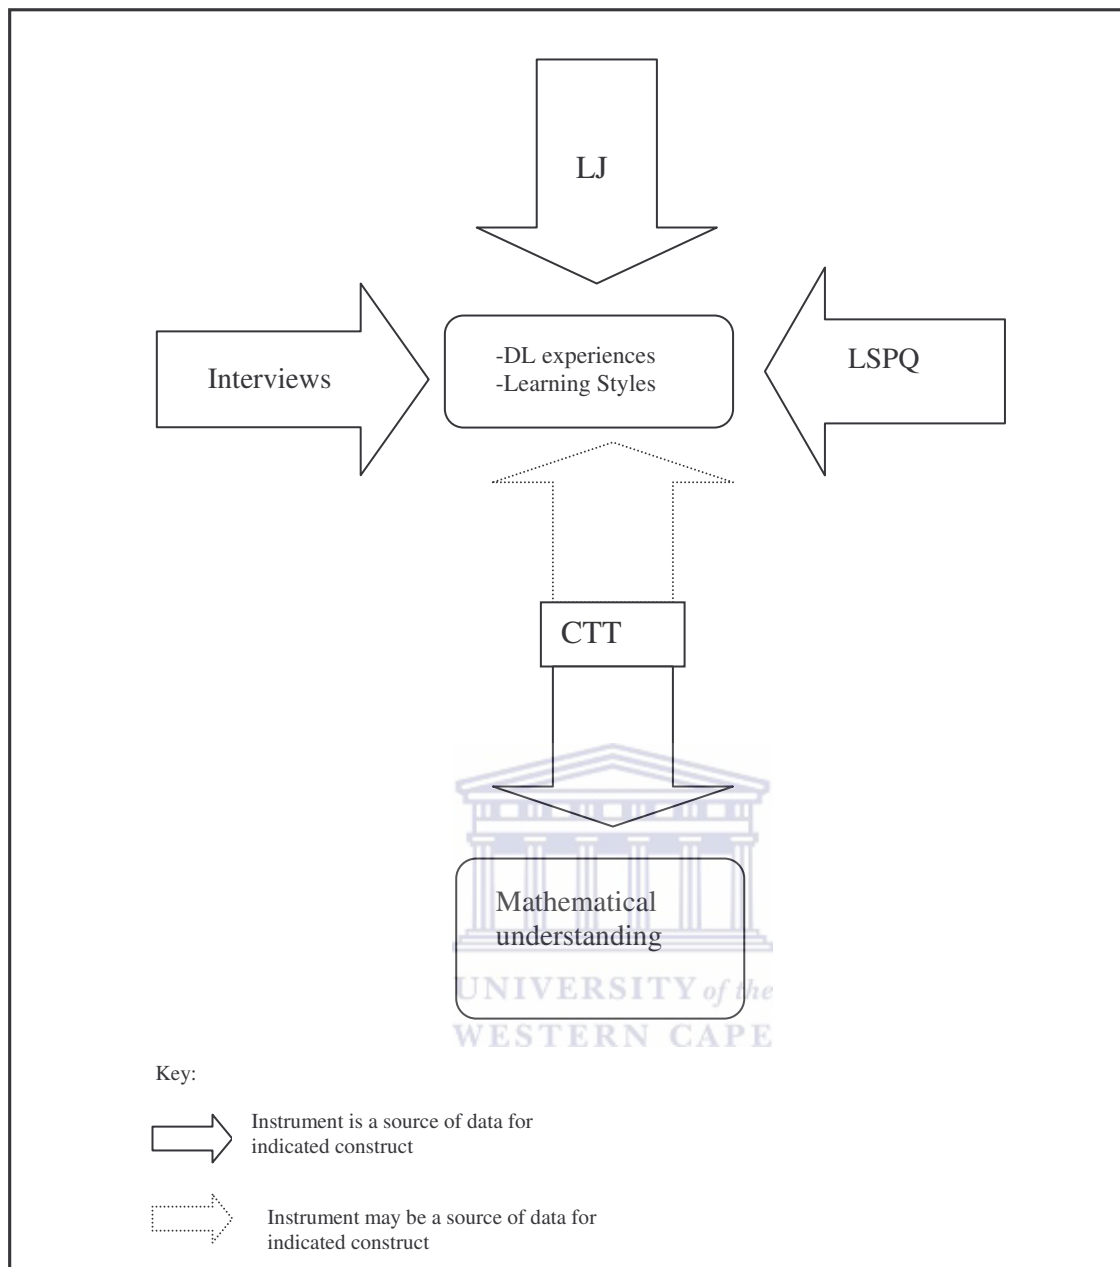 LJ
Interviews
-DL experiences
-Learning Styles
LSPQ
CTT
Mathematical
understanding
UNIVERSITY of the
WESTERN CAPE
Key:
Instrument is a source of data for
indicated construct
Instrument may be a source of data for
indicated construct